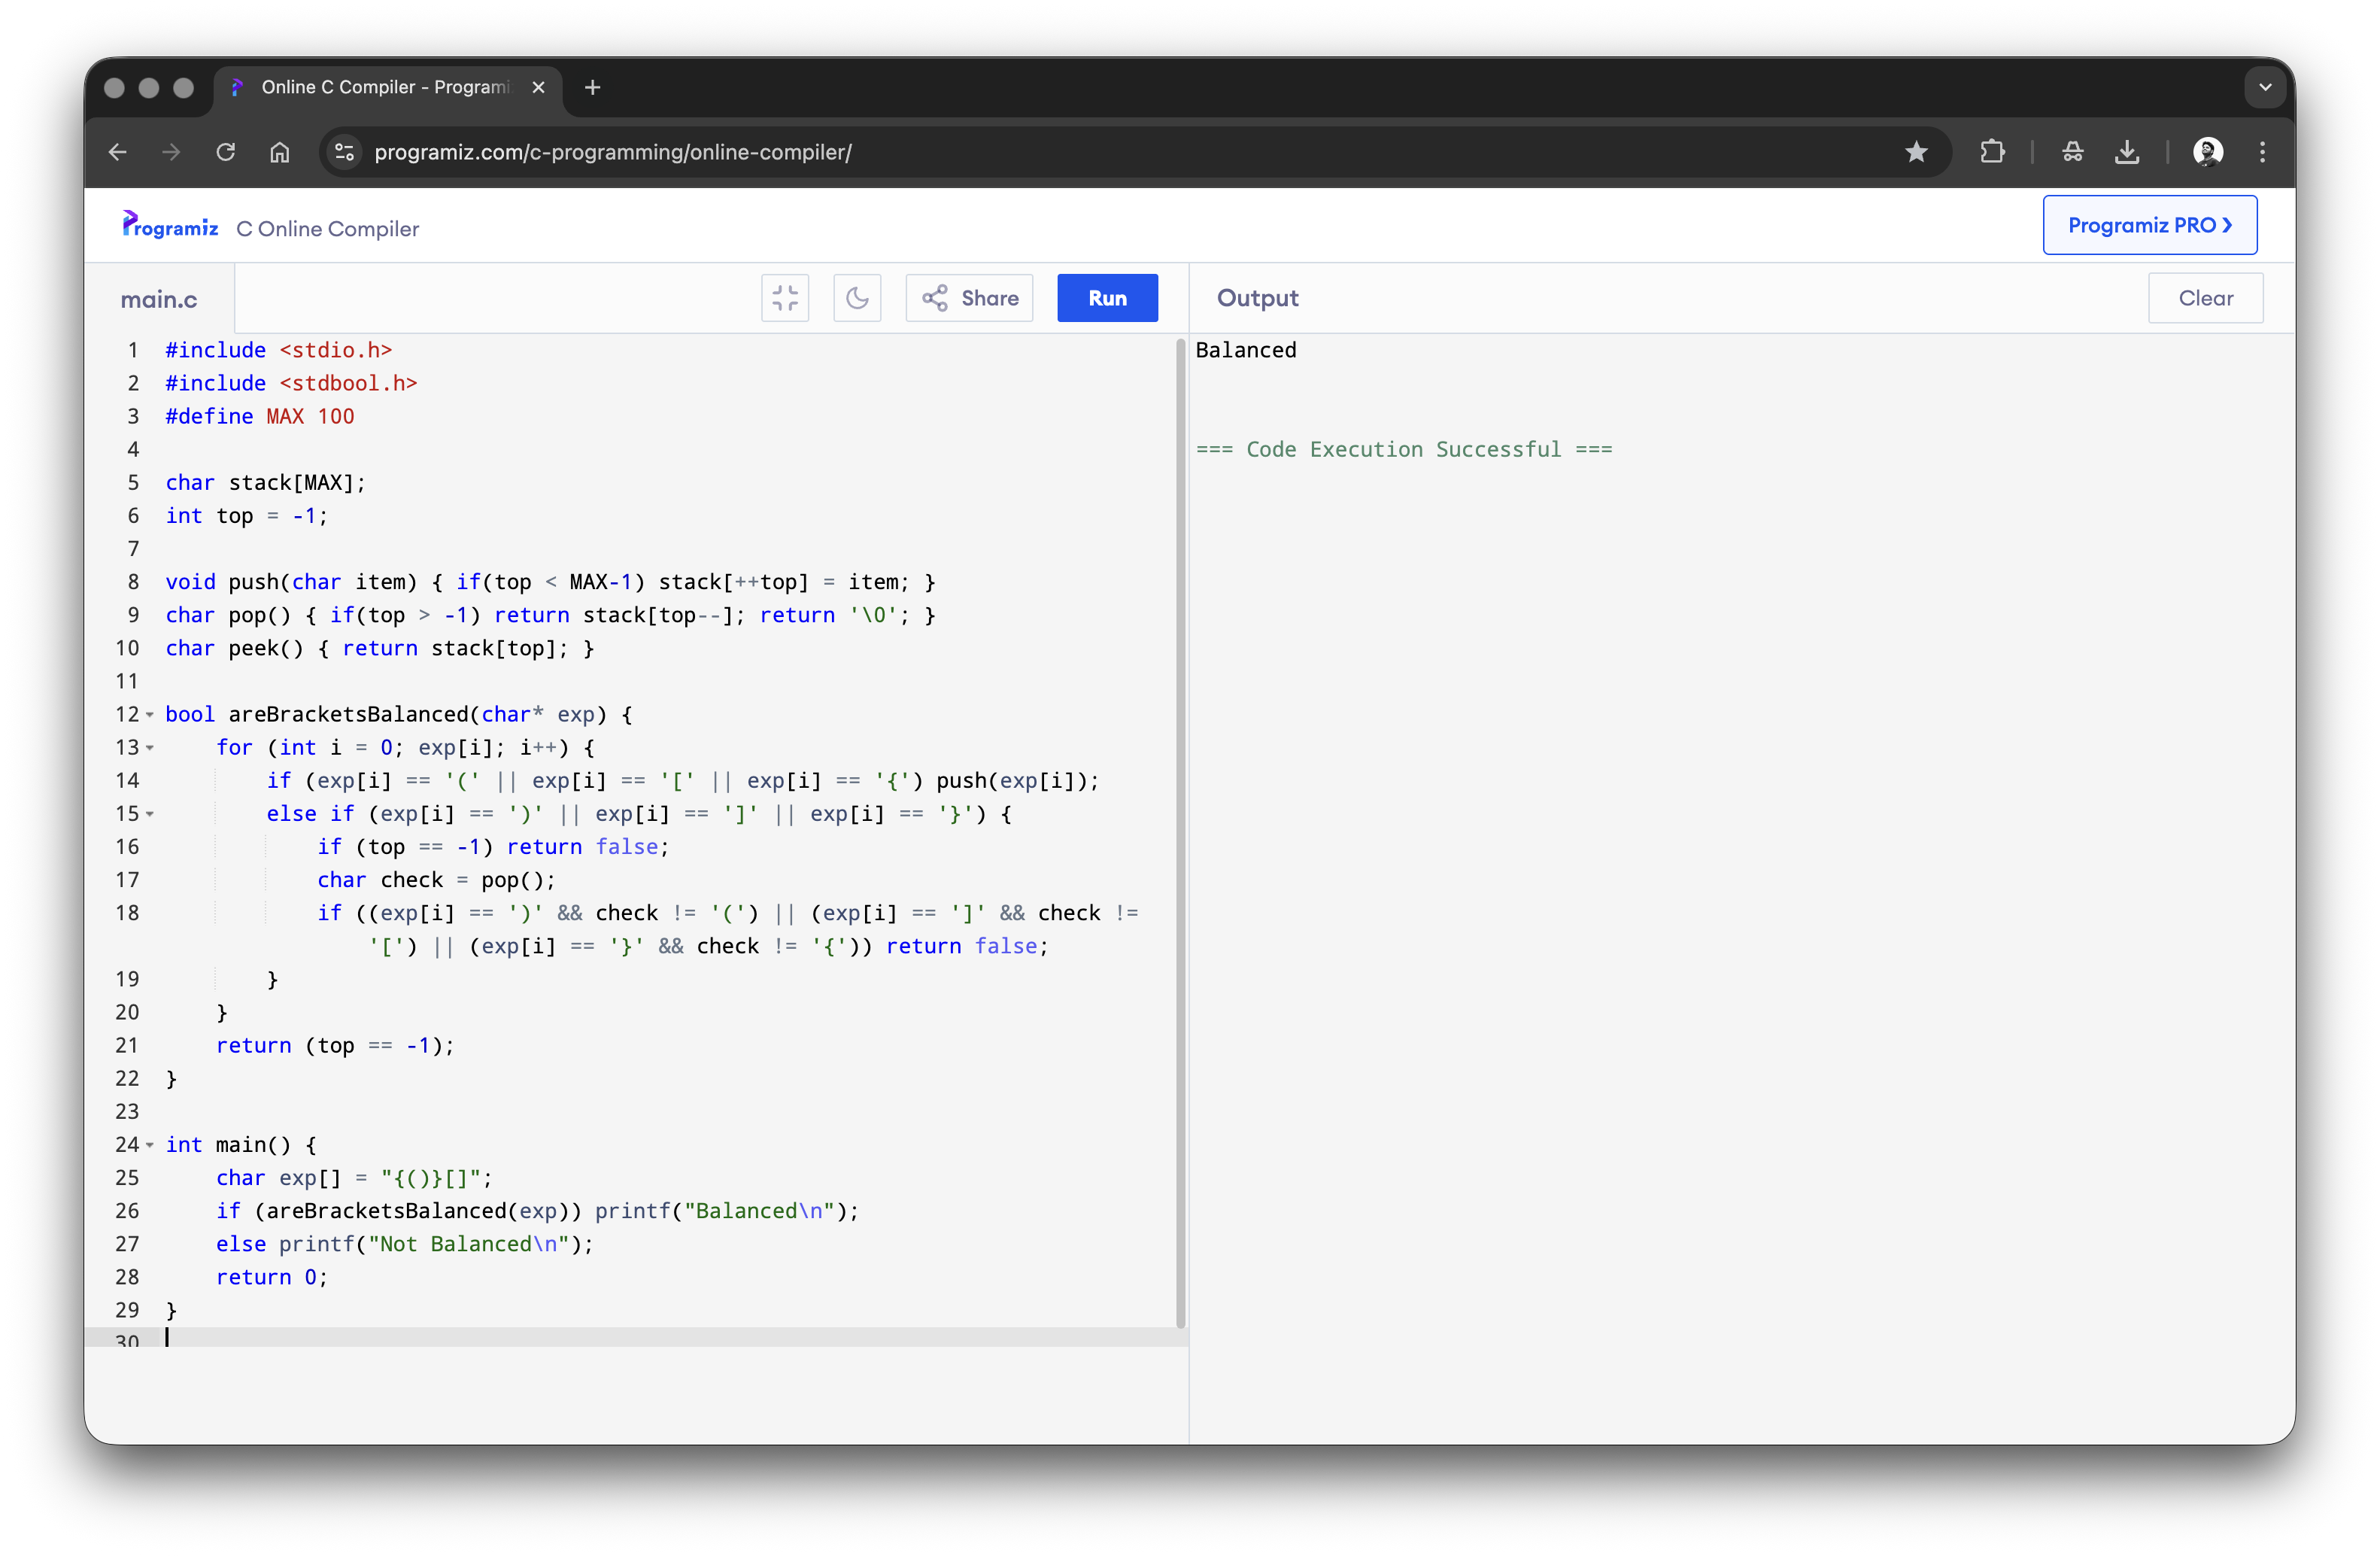 Online C Compiler - Programi
programiz.com/c-programming/online-compiler/
Programiz C Online Compiler
Programiz PRO ❯
main.c
Share
Run
Output
Clear
1 #include <stdio.h>
2 #include <stdbool.h>
3 #define MAX 100
4
5 char stack[MAX];
6 int top = -1;
7
8 void push(char item) { if(top < MAX-1) stack[++top] = item; }
9 char pop() { if(top > -1) return stack[top--]; return '\0'; }
10 char peek() { return stack[top]; }
11
12 bool areBracketsBalanced(char* exp) {
13     for (int i = 0; exp[i]; i++) {
14         if (exp[i] == '(' || exp[i] == '[' || exp[i] == '{') push(exp[i]);
15         else if (exp[i] == ')' || exp[i] == ']' || exp[i] == '}') {
16             if (top == -1) return false;
17             char check = pop();
18             if ((exp[i] == ')' && check != '(') || (exp[i] == ']' && check !=
                '[') || (exp[i] == '}' && check != '{')) return false;
19         }
20     }
21     return (top == -1);
22 }
23
24 int main() {
25     char exp[] = "{()}[]";
26     if (areBracketsBalanced(exp)) printf("Balanced\n");
27     else printf("Not Balanced\n");
28     return 0;
29 }
30
Balanced
=== Code Execution Successful ===